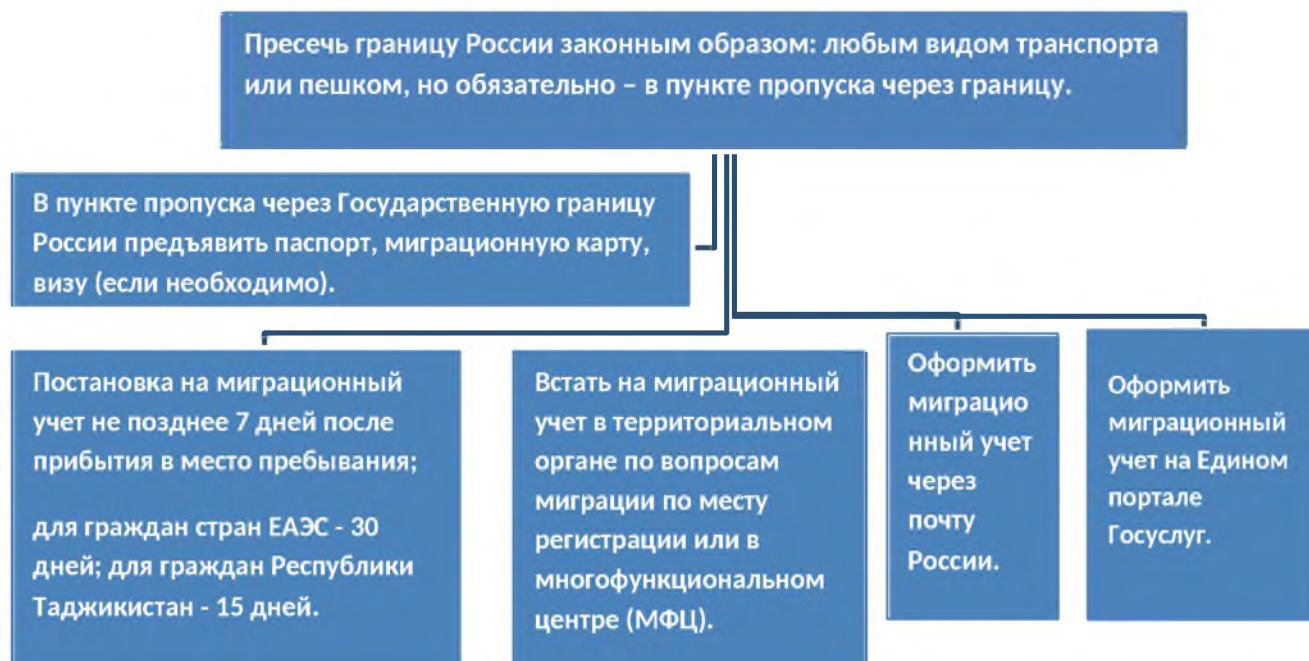 Пресечь границу России законным образом: любым видом транспорта
или пешком, но обязательно – в пункте пропуска через границу.
В пункте пропуска через Государственную границу
России предъявить паспорт, миграционную карту,
визу (если необходимо).
Постановка на миграционный
учет не позднее 7 дней после
прибытия в место пребывания;
для граждан стран ЕАЭС - 30
дней; для граждан Республики
Таджикистан - 15 дней.
Встать на миграционный
учет в территориальном
органе по вопросам
миграции по месту
регистрации или в
многофункциональном
центре (МФЦ).
Оформить
миграцио
нный учет
через
почту
России.
Оформить
миграционный
учет на Едином
портале
Госуслуг.